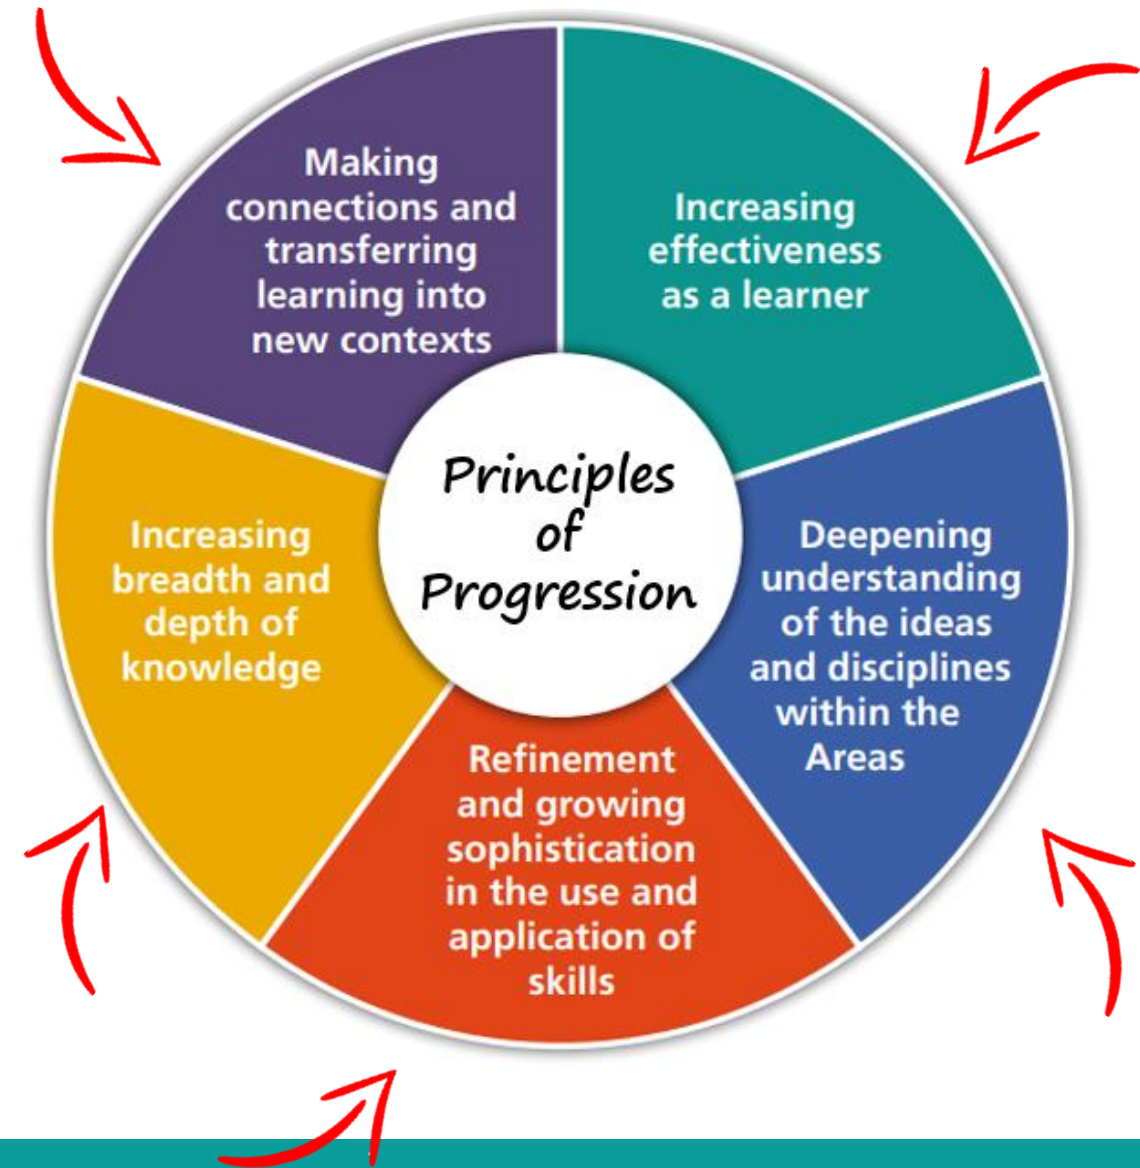 Making
connections and
transferring
learning into
new contexts
Increasing
effectiveness
as a learner
Principles
of
Progression
Increasing
breadth and
depth of
knowledge
Deepening
understanding
of the ideas
and disciplines
within the
Areas
Refinement
and growing
sophistication
in the use and
application of
skills